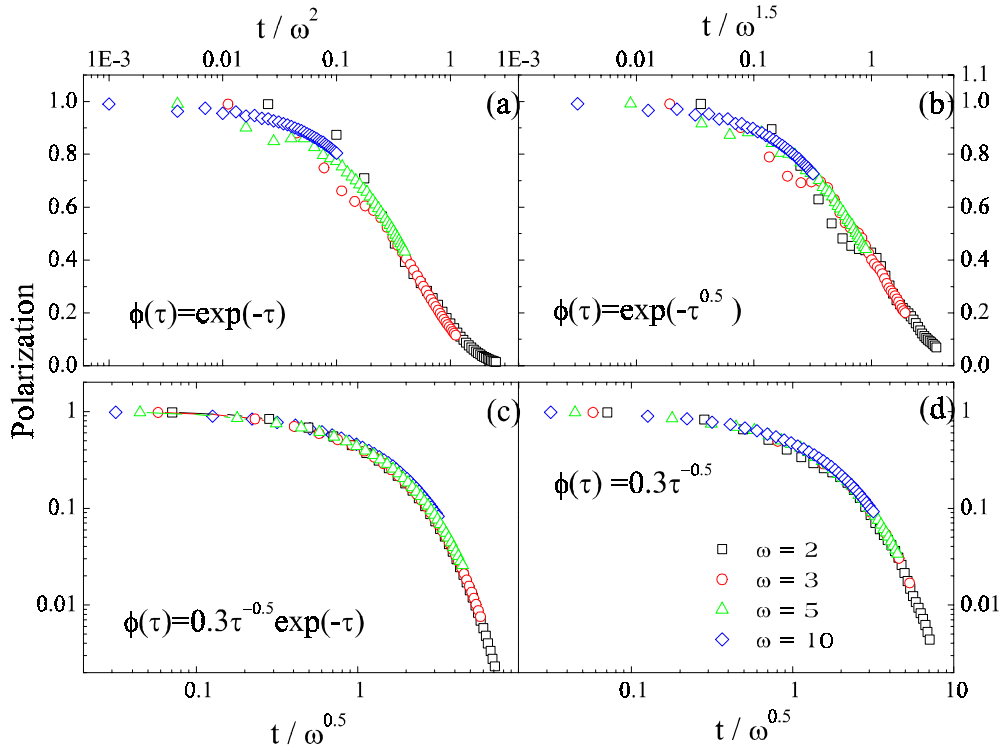 t / ω^2 t / ω^1.5
1E-3 0.01 0.1 1 1E-3 0.01 0.1 1
1.1
1.0 (a) (b) 1.0
0.8 0.8
0.6 0.6
0.4 0.4
0.2 ϕ(τ)=exp(-τ) ϕ(τ)=exp(-τ^0.5) 0.2
0.0 0.0
Polarization
1 (c) (d) 1
ϕ(τ) =0.3τ^-0.5
0.1 0.1
ω = 2
ω = 3
ω = 5
ω = 10
0.01 0.01
ϕ(τ)=0.3τ^-0.5 exp(-τ)
0.1 1 0.1 1 10
t / ω^0.5 t / ω^0.5